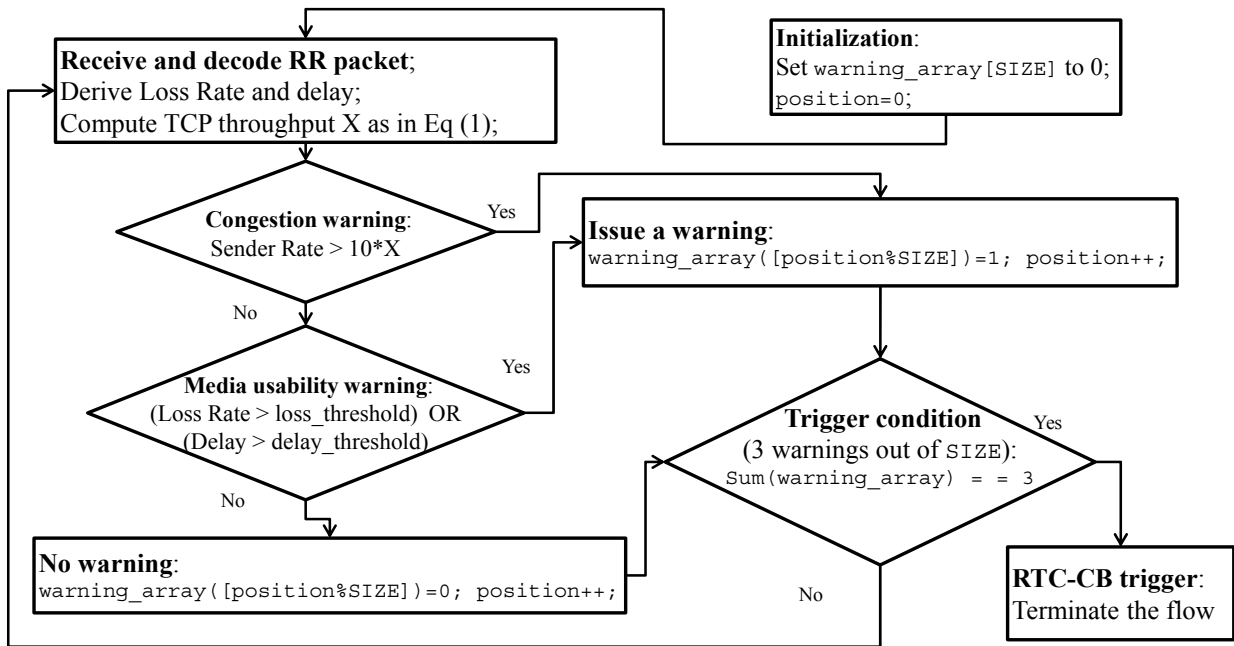 Initialization:
Set warning_array[SIZE] to 0;
position=0;
Receive and decode RR packet;
Derive Loss Rate and delay;
Compute TCP throughput X as in Eq (1);
Congestion warning:
Sender Rate > 10*X
Yes
No
Issue a warning:
warning_array([position%SIZE])=1; position++;
Media usability warning:
(Loss Rate > loss_threshold) OR
(Delay > delay_threshold)
Yes
No
No warning:
warning_array([position%SIZE])=0; position++;
Trigger condition
(3 warnings out of SIZE):
Sum(warning_array) = = 3
Yes
No
RTC-CB trigger:
Terminate the flow